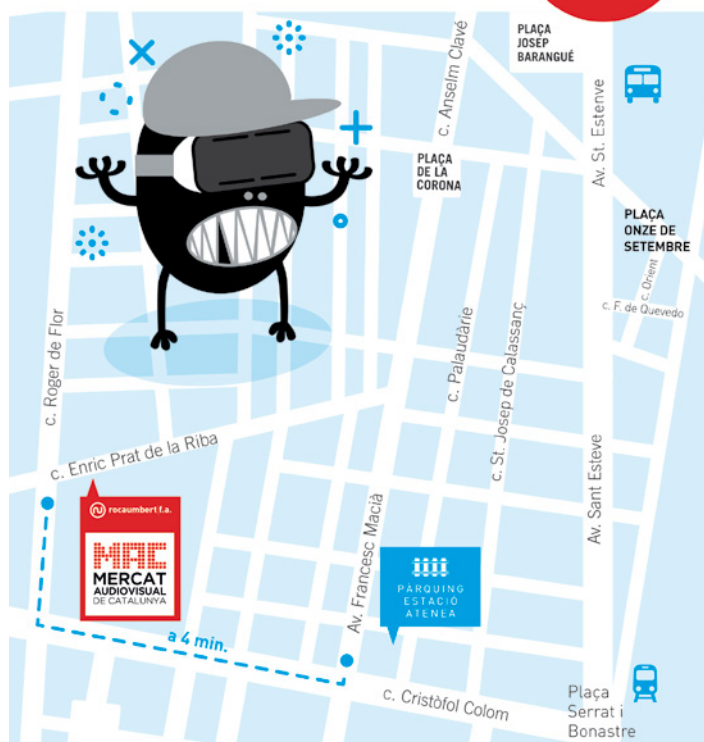 PLAÇA
JOSEP
BARANGUÉ
c. Anselm Clavé
Av. St. Estenve
PLAÇA
DE LA
CORONA
PLAÇA
ONZE DE
SETEMBRE
c. Orient
c. F. de Quevedo
c. Roger de Flor
c. Palaudàrie
c. St. Josep de Calassanç
c. Enric Prat de la Riba
Av. Sant Esteve
rocaumbert f.a.
MAC
MERCAT
AUDIOVISUAL
DE CATALUNYA
Av. Francesc Macià
PÀRQUING
ESTACIÓ
ATENEA
a 4 min.
c. Cristòfol Colom
Plaça
Serrat i
Bonastre